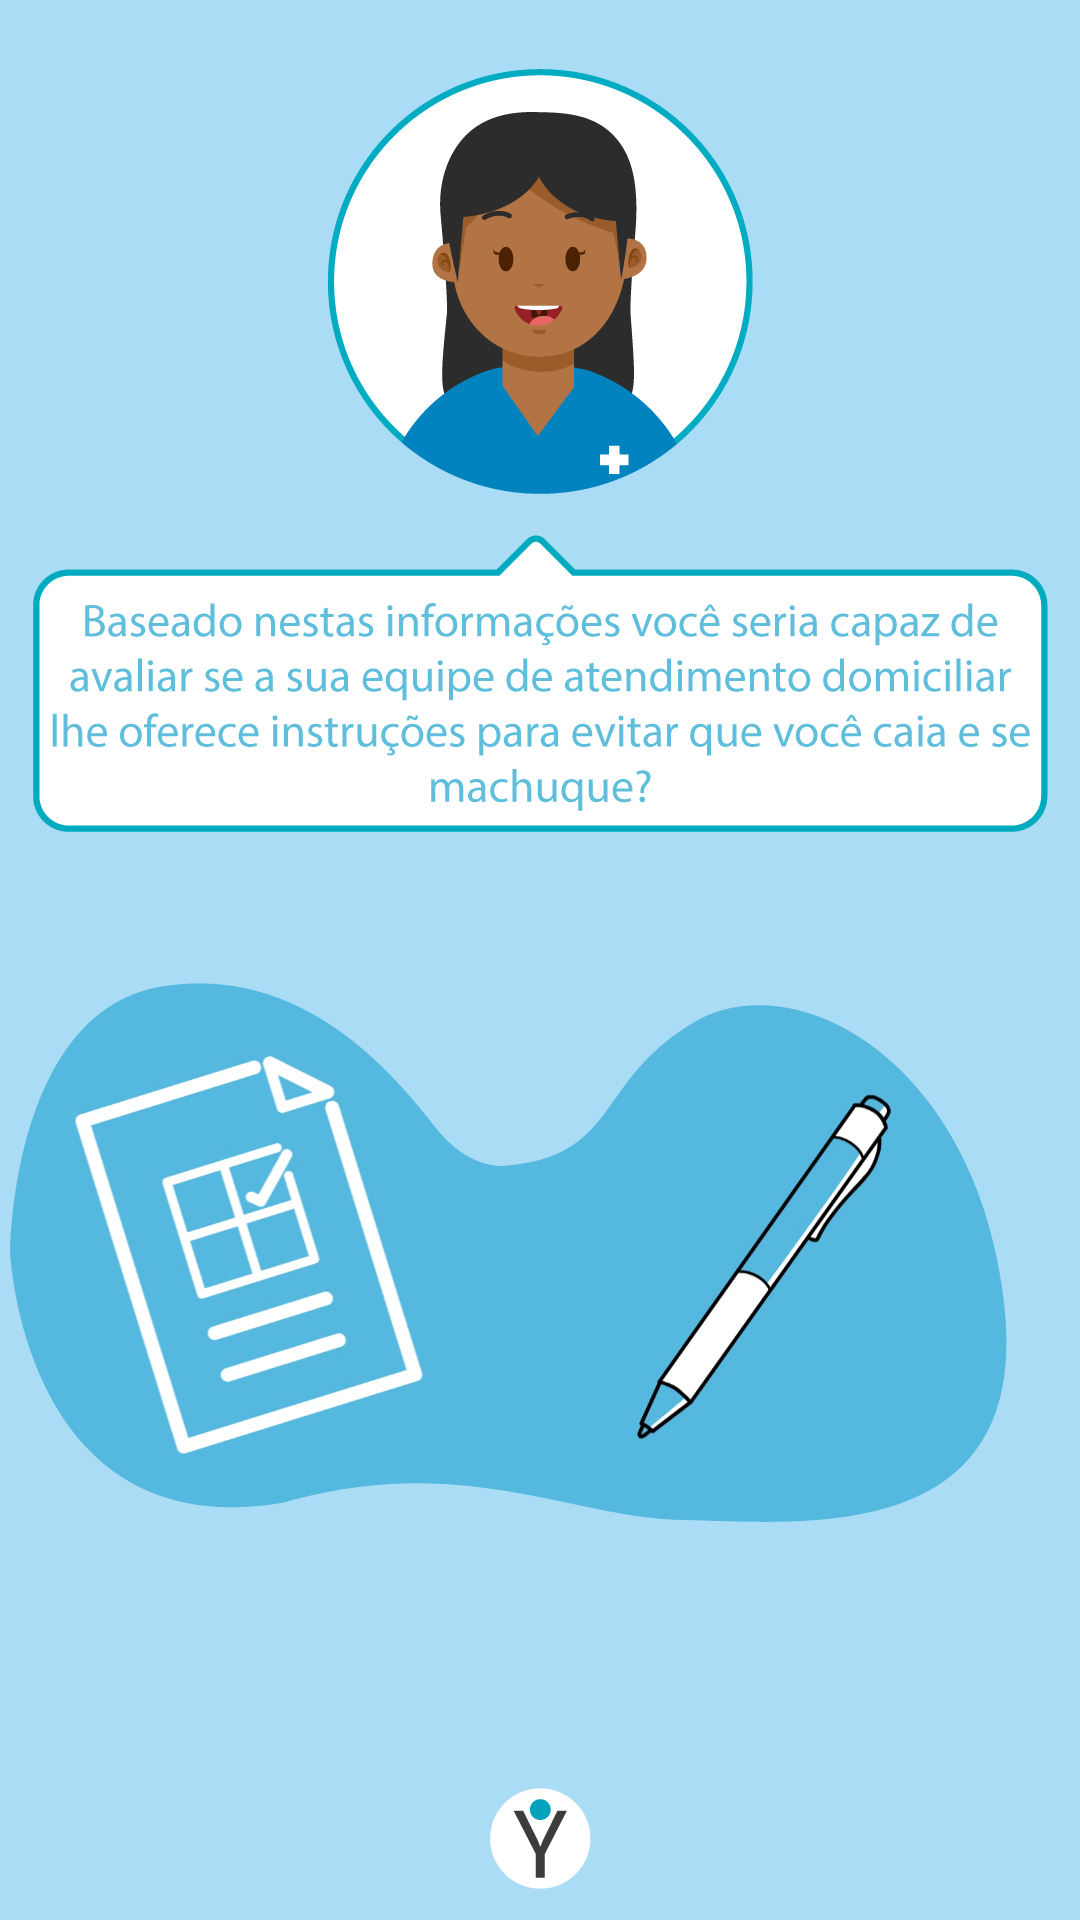 Baseado nestas informações você seria capaz de
avaliar se a sua equipe de atendimento domiciliar
lhe oferece instruções para evitar que você caia e se
machuque?